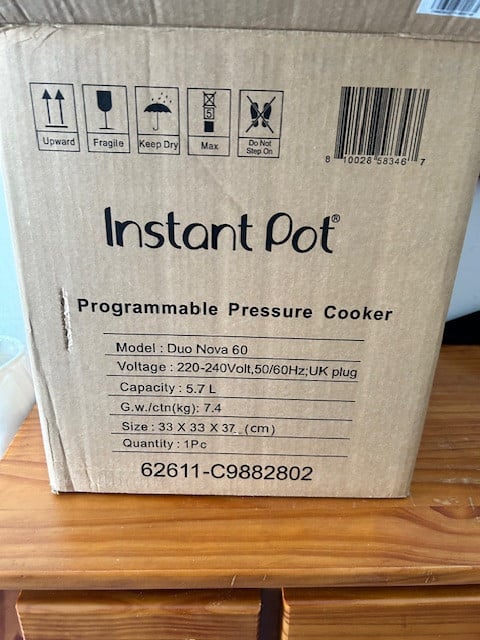 Upward
Fragile
Keep Dry
5
Max
Do Not
Step On
8 10028 58346 7
Instant Pot®
Programmable Pressure Cooker
Model : Duo Nova 60
Voltage : 220-240Volt,50/60Hz;UK plug
Capacity : 5.7 L
G.w./ctn(kg): 7.4
Size : 33 X 33 X 37 (cm)
Quantity : 1Pc
62611-C9882802